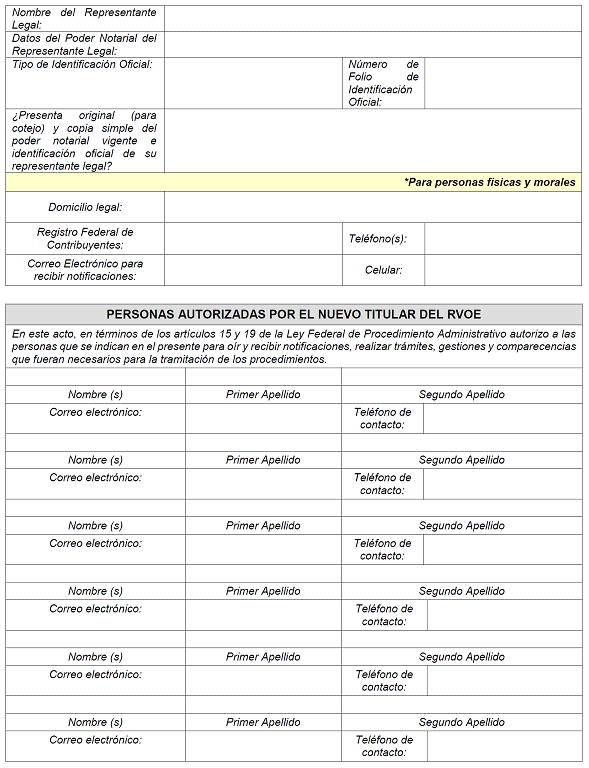 Nombre del Representante
Legal:
Datos del Poder Notarial del
Representante Legal:
Tipo de Identificación Oficial:
Número de
Folio de
Identificación
Oficial:
¿Presenta original (para
cotejo) y copia simple del
poder notarial vigente e
identificación oficial de su
representante legal?
*Para personas físicas y morales
Domicilio legal:
Registro Federal de
Contribuyentes:
Teléfono(s):
Correo Electrónico para
recibir notificaciones:
Celular:
PERSONAS AUTORIZADAS POR EL NUEVO TITULAR DEL RVOE
En este acto, en términos de los artículos 15 y 19 de la Ley Federal de Procedimiento Administrativo autorizo a las
personas que se indican en el presente para oír y recibir notificaciones, realizar trámites, gestiones y comparecencias
que fueran necesarios para la tramitación de los procedimientos.
Nombre (s) Primer Apellido Segundo Apellido
Correo electrónico: Teléfono de
contacto:
Nombre (s) Primer Apellido Segundo Apellido
Correo electrónico: Teléfono de
contacto:
Nombre (s) Primer Apellido Segundo Apellido
Correo electrónico: Teléfono de
contacto:
Nombre (s) Primer Apellido Segundo Apellido
Correo electrónico: Teléfono de
contacto:
Nombre (s) Primer Apellido Segundo Apellido
Correo electrónico: Teléfono de
contacto:
Nombre (s) Primer Apellido Segundo Apellido
Correo electrónico: Teléfono de
contacto: